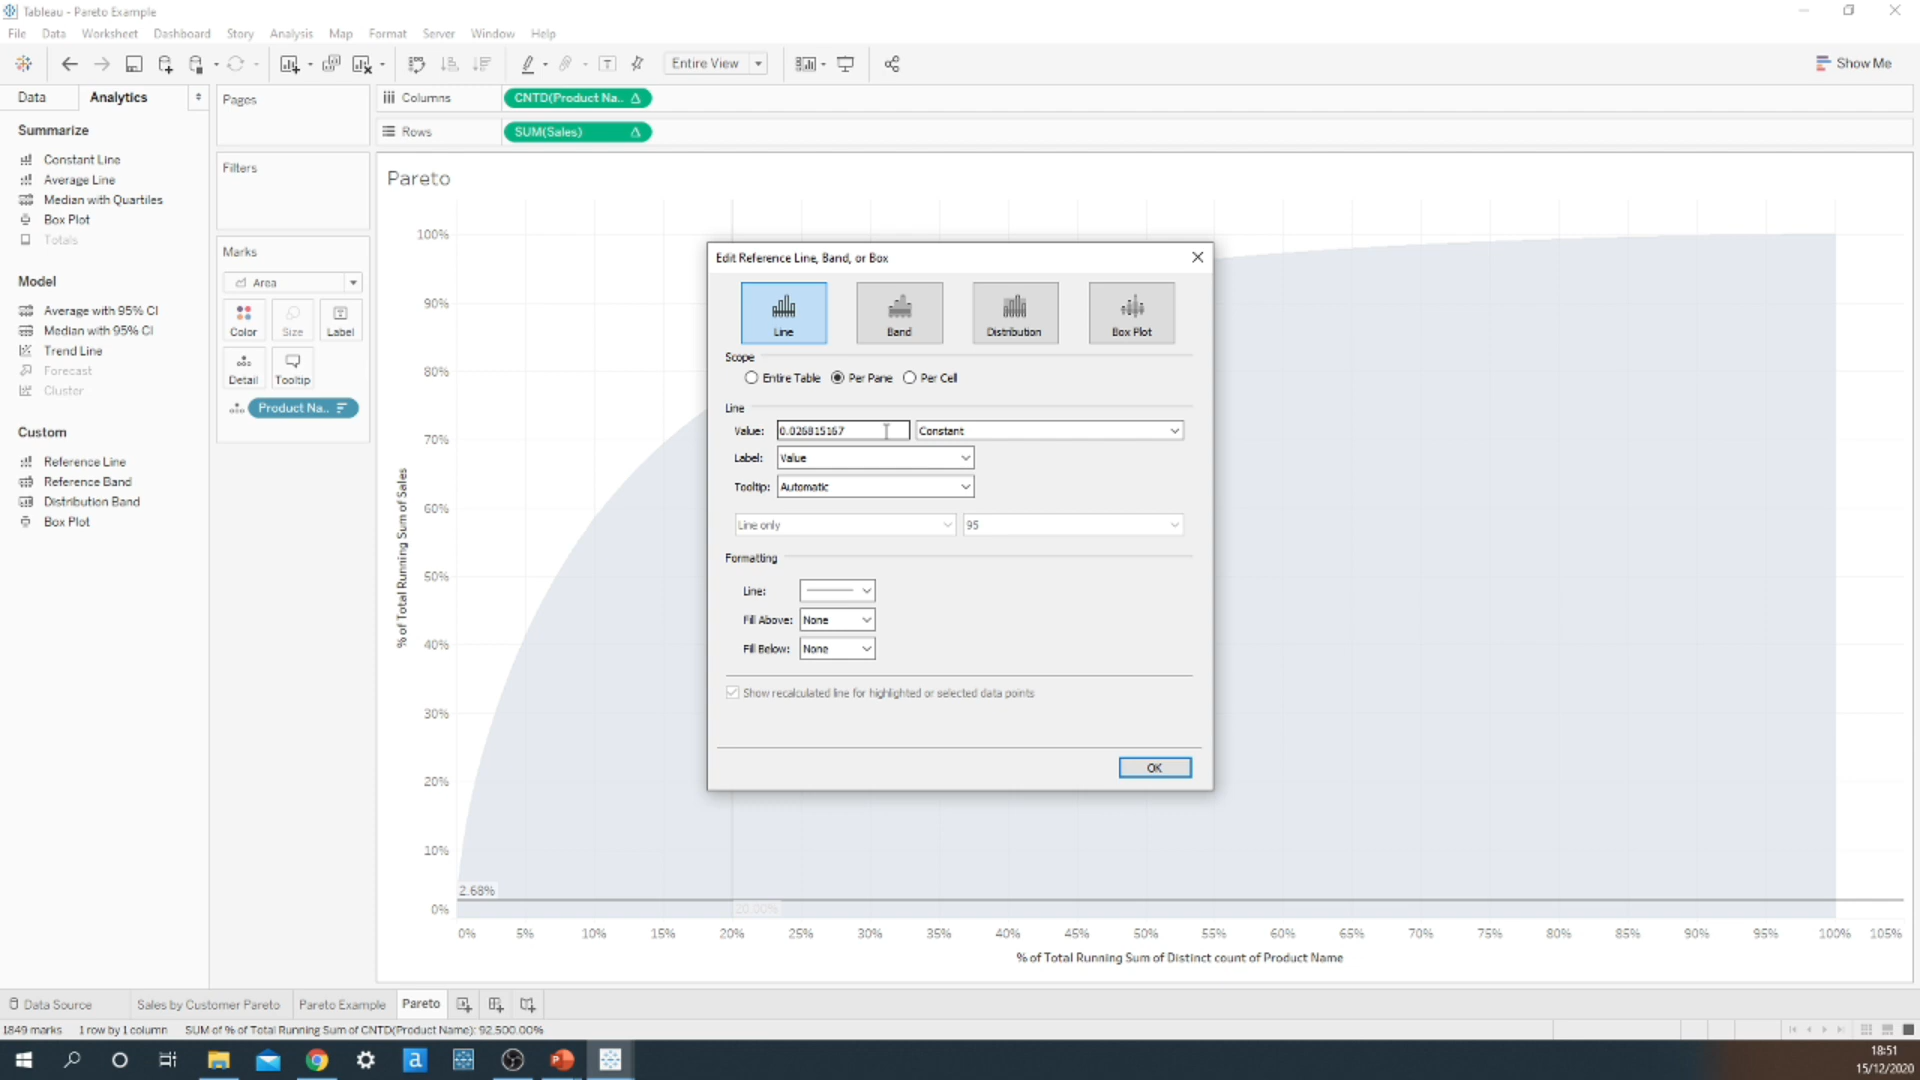 Tableau - Pareto Example
File Data Worksheet Dashboard Story Analysis Map Format Server Window Help
Entire View
Show Me
Data Analytics
Pages
Columns CNTD(Product Na..
Summarize
Rows SUM(Sales)
Constant Line
Average Line
Median with Quartiles
Box Plot
Totals
Filters
Pareto
Marks
Area
Color Size Label
Detail Tooltip
Product Na..
Model
Average with 95% CI
Median with 95% CI
Trend Line
Forecast
Cluster
Custom
Reference Line
Reference Band
Distribution Band
Box Plot
% of Total Running Sum of Sales
100%
90%
80%
70%
60%
50%
40%
30%
20%
10%
0%
2.68%
20.00%
0% 5% 10% 15% 20% 25% 30% 35% 40% 45% 50% 55% 60% 65% 70% 75% 80% 85% 90% 95% 100% 105%
% of Total Running Sum of Distinct count of Product Name
Edit Reference Line, Band, or Box
Line Band Distribution Box Plot
Scope
Entire Table Per Pane Per Cell
Line
Value: 0.026815167 Constant
Label: Value
Tooltip: Automatic
Line only 95
Formatting
Line:
Fill Above: None
Fill Below: None
Show recalculated line for highlighted or selected data points
OK
Data Source Sales by Customer Pareto Pareto Example Pareto
1849 marks 1 row by 1 column SUM of % of Total Running Sum of CNTD(Product Name): 92,500.00%
18:51
15/12/2020